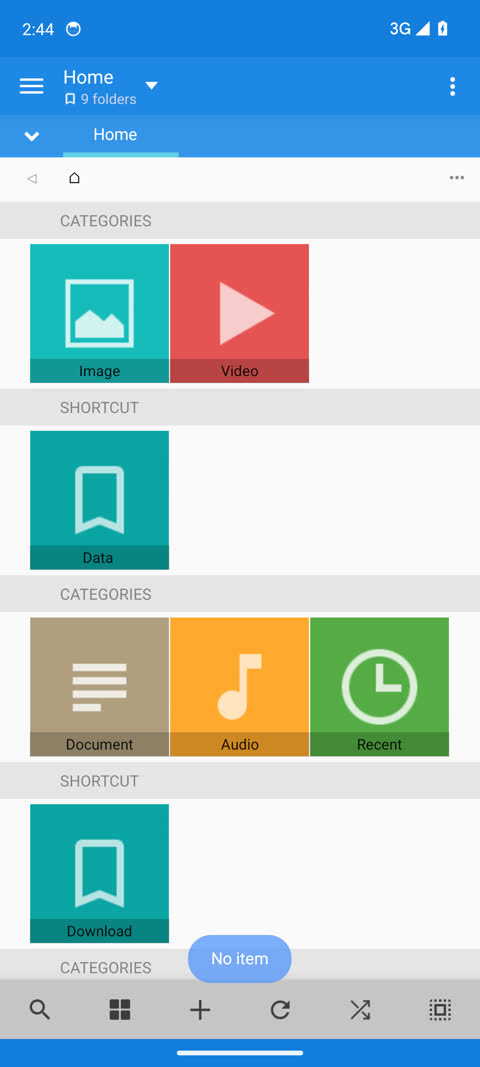 2:44
3G
Home
9 folders
Home
CATEGORIES
Image
Video
SHORTCUT
Data
CATEGORIES
Document
Audio
Recent
SHORTCUT
Download
CATEGORIES
No item